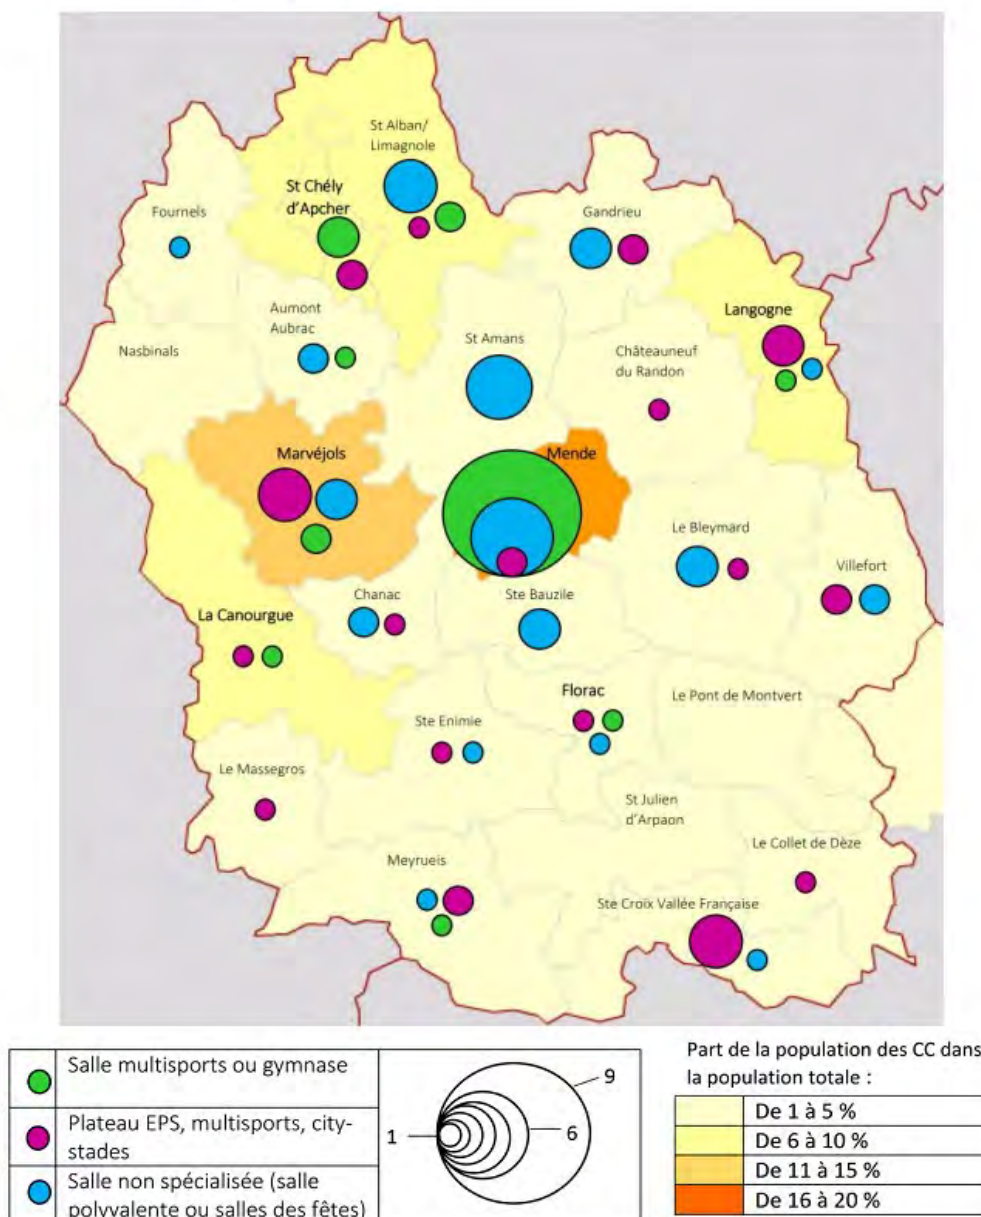 St Alban/
Limagnole
St Chély
d'Apcher
Fournels
Gandrieu
Langogne
Aumont
Aubrac
St Amans
Nasbinals
Châteauneuf
du Randon
Marvéjols
Mende
Le Bleymard
Villefort
Chanac
Ste Bauzile
La Canourgue
Florac
Le Pont de Montvert
Ste Enimie
Le Massegros
St Julien
d'Arpaon
Le Collet de Dèze
Meyrueis
Ste Croix Vallée Française
Salle multisports ou gymnase
Plateau EPS, multisports, city-
stades
Salle non spécialisée (salle
polyvalente ou salles des fêtes)
9
1
6
Part de la population des CC dans
la population totale :
De 1 à 5 %
De 6 à 10 %
De 11 à 15 %
De 16 à 20 %